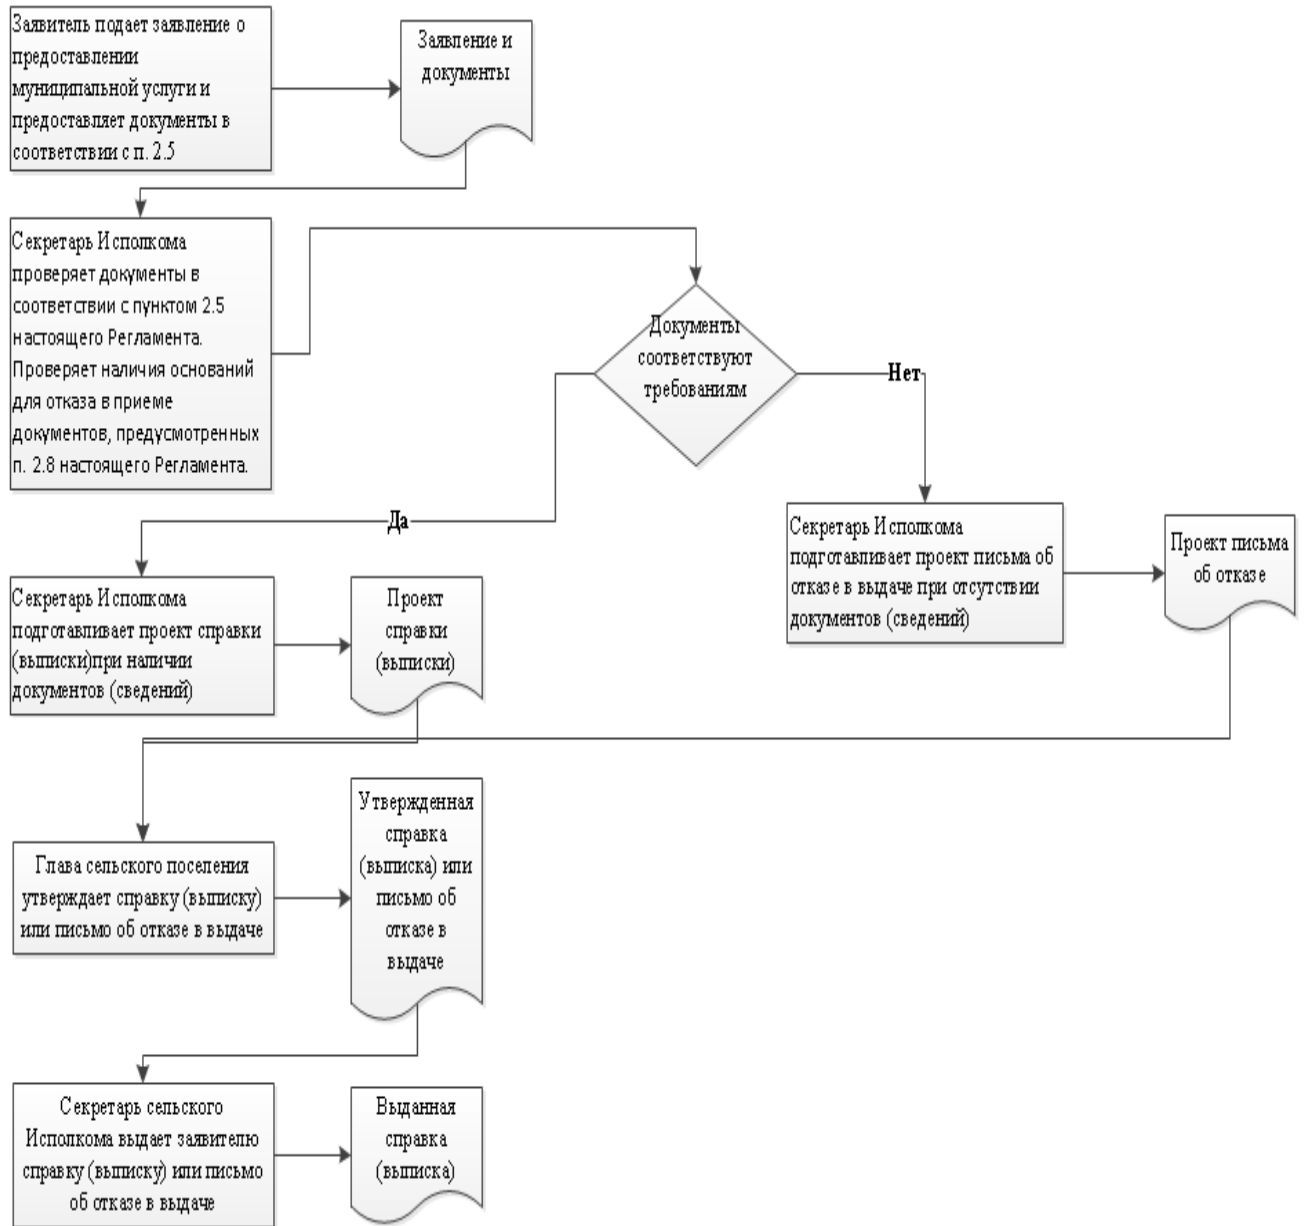 Заявитель подает заявление о
предоставлении
муниципальной услуги и
предоставляет документы в
соответствии с п. 2.5
Заявление и
документы
Секретарь Исполкома
проверяет документы в
соответствии с пунктом 2.5
настоящего Регламента.
Проверяет наличия оснований
для отказа в приеме
документов, предусмотренных
п. 2.8 настоящего Регламента.
Документы
соответствуют
требованиям
Нет
Да
Секретарь Исполкома
подготавливает проект письма об
отказе в выдаче при отсутствии
документов (сведений)
Проект письма
об отказе
Секретарь Исполкома
подготавливает проект справки
(выписки)при наличии
документов (сведений)
Проект
справки
(выписки)
Глава сельского поселения
утверждает справку (выписку)
или письмо об отказе в выдаче
Утвержденная
справка
(выписка) или
письмо об
отказе в
выдаче
Секретарь сельского
Исполкома выдает заявителю
справку (выписку) или письмо
об отказе в выдаче
Выданная
справка
(выписка)